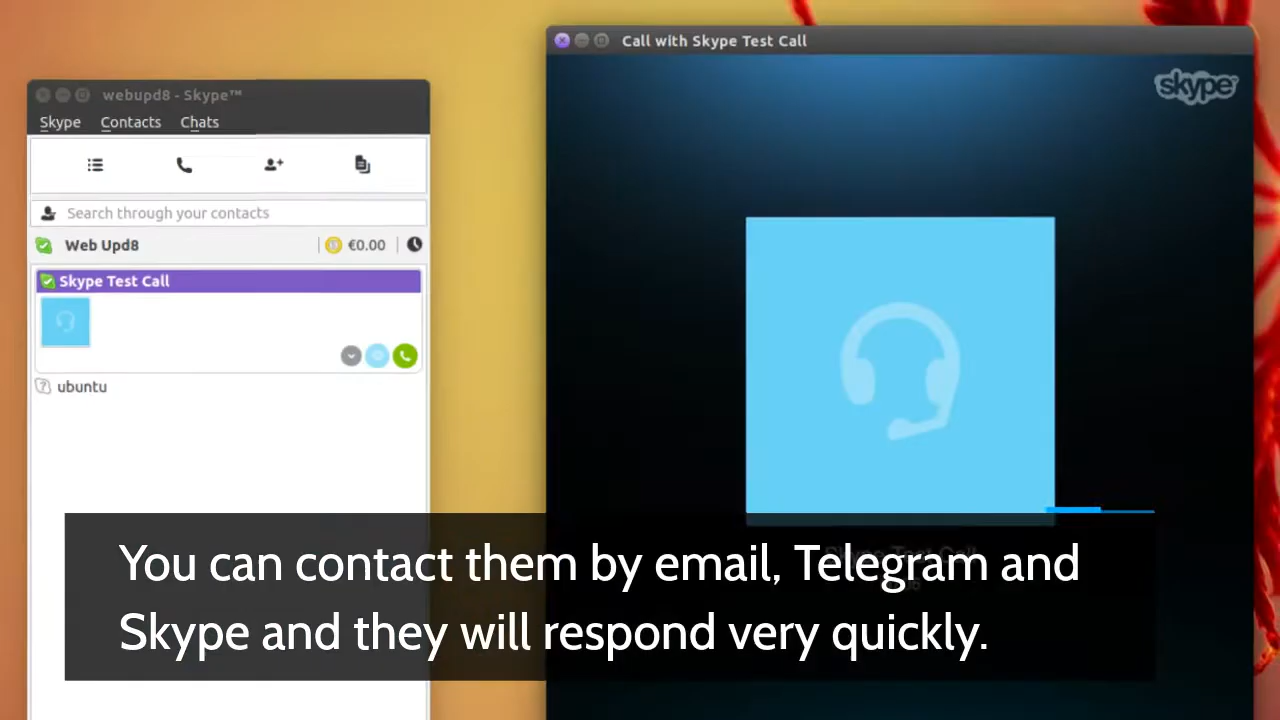 Call with Skype Test Call
skype
webupd8 - Skype™
Skype Contacts Chats
Search through your contacts
Web Upd8 €0.00
Skype Test Call
ubuntu
You can contact them by email, Telegram and
Skype and they will respond very quickly.